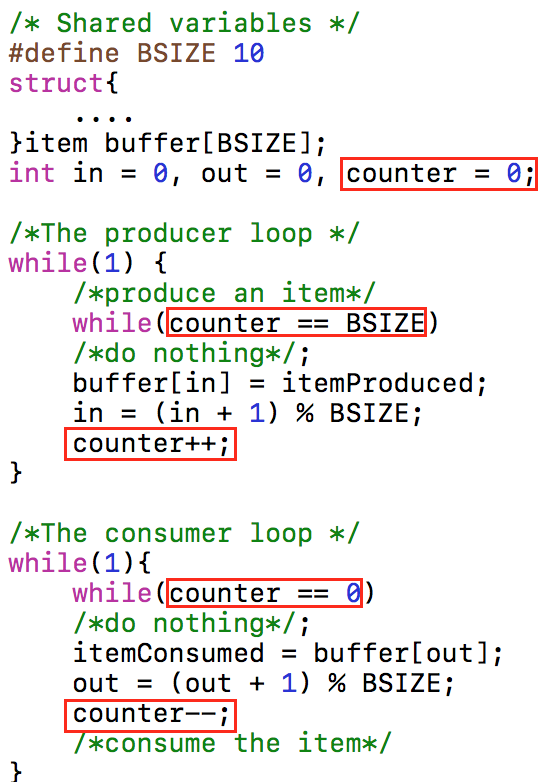 /* Shared variables */
#define BSIZE 10
struct{
    ....
}item buffer[BSIZE];
int in = 0, out = 0, counter = 0;

/*The producer loop */
while(1) {
    /*produce an item*/
    while(counter == BSIZE)
    /*do nothing*/;
    buffer[in] = itemProduced;
    in = (in + 1) % BSIZE;
    counter++;
}

/*The consumer loop */
while(1){
    while(counter == 0)
    /*do nothing*/;
    itemConsumed = buffer[out];
    out = (out + 1) % BSIZE;
    counter--;
    /*consume the item*/
}